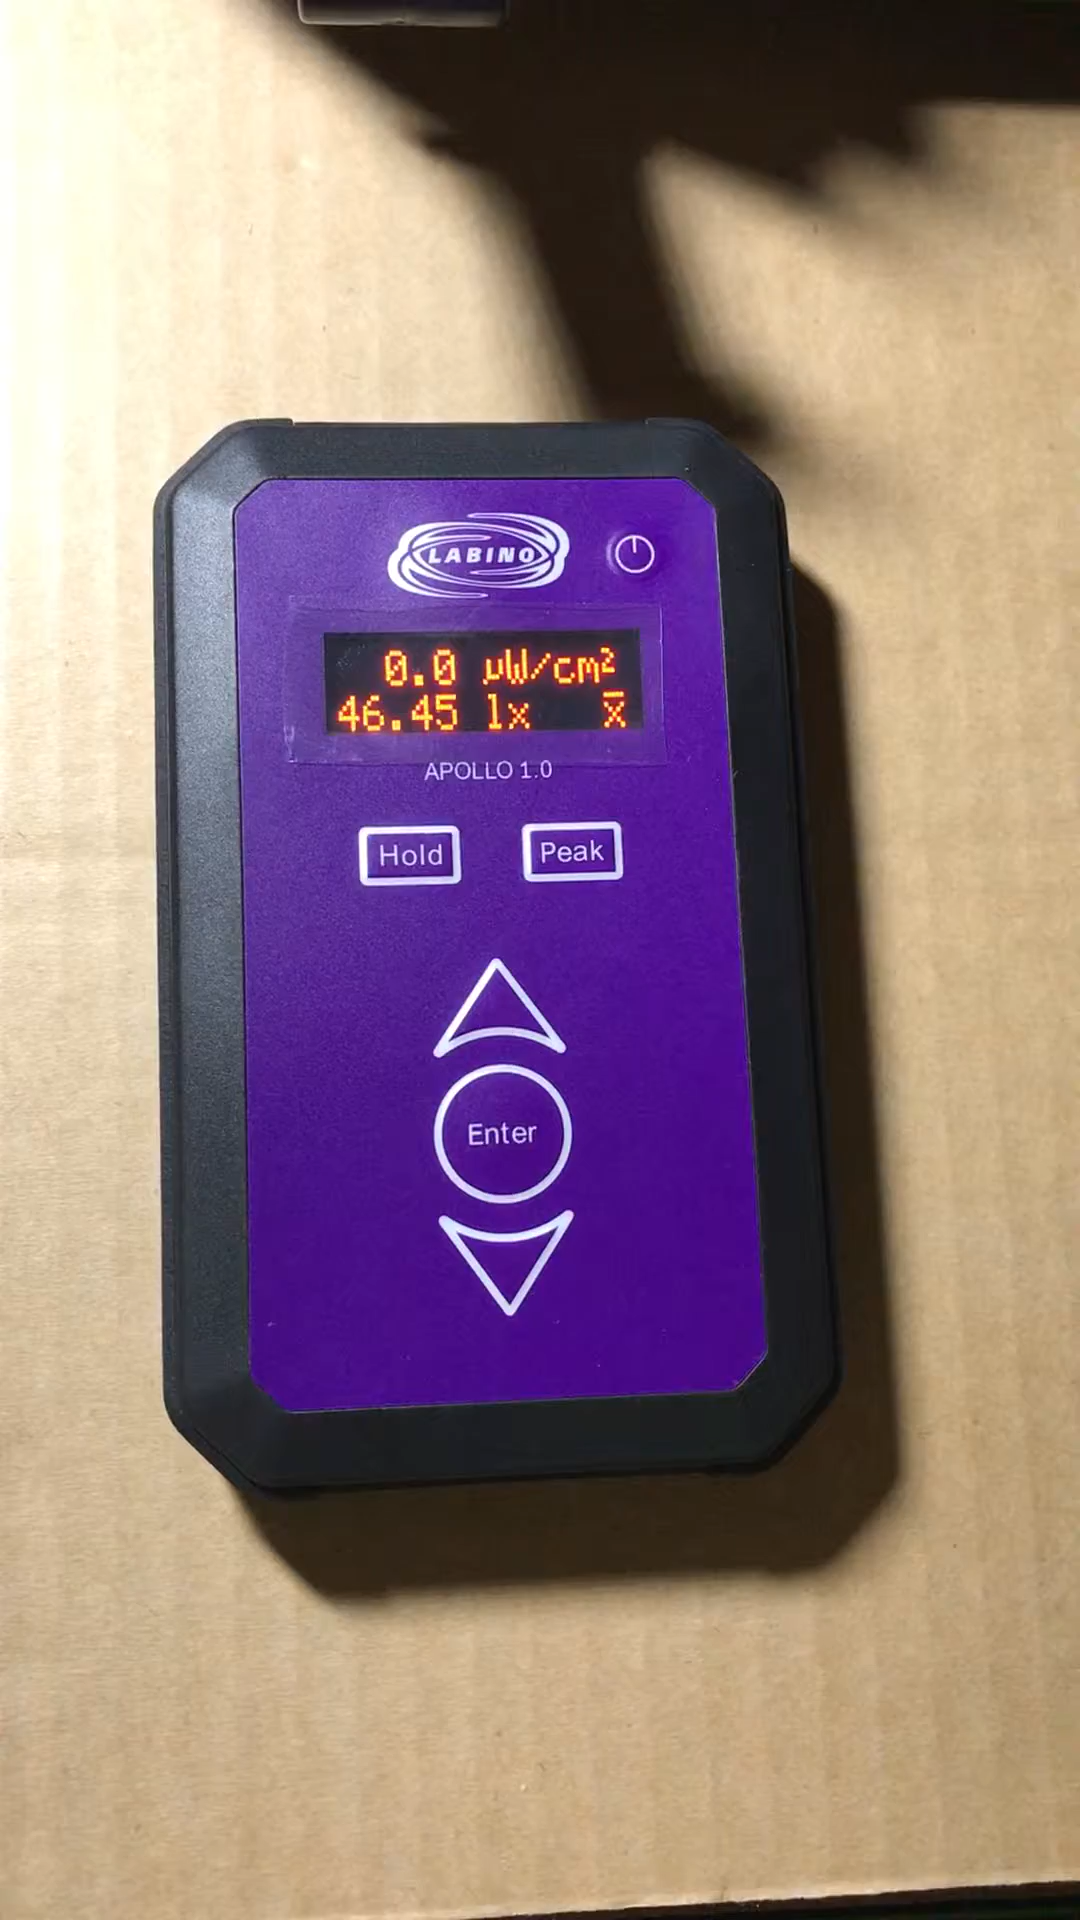 LABINO
0.0 µW/cm²
46.45 lx x̅
APOLLO 1.0
Hold Peak
Enter